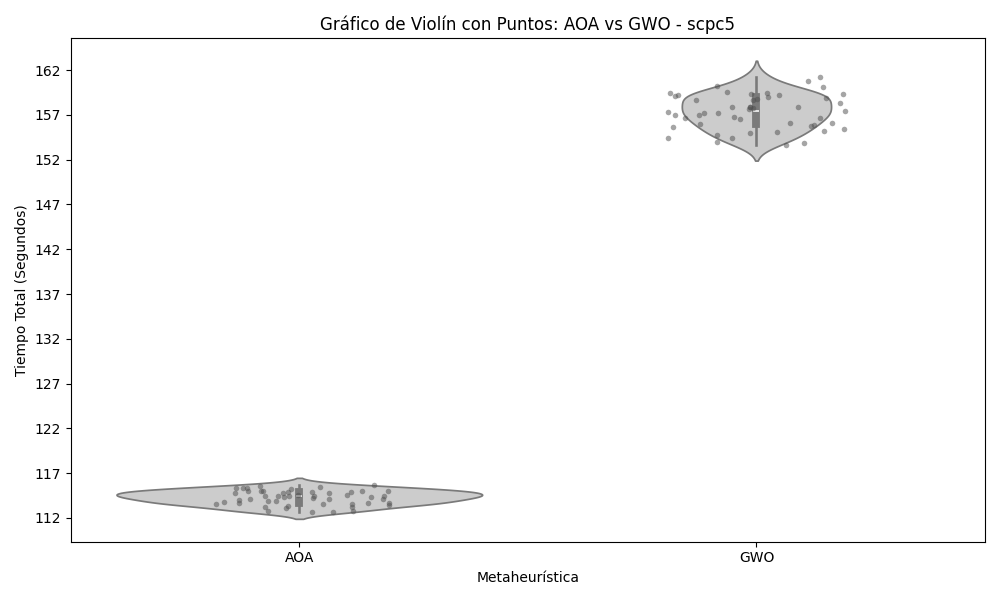 Gráfico de Violín con Puntos: AOA vs GWO - scpc5
Tiempo Total (Segundos)
162
157
152
147
142
137
132
127
122
117
112
AOA
GWO
Metaheurística